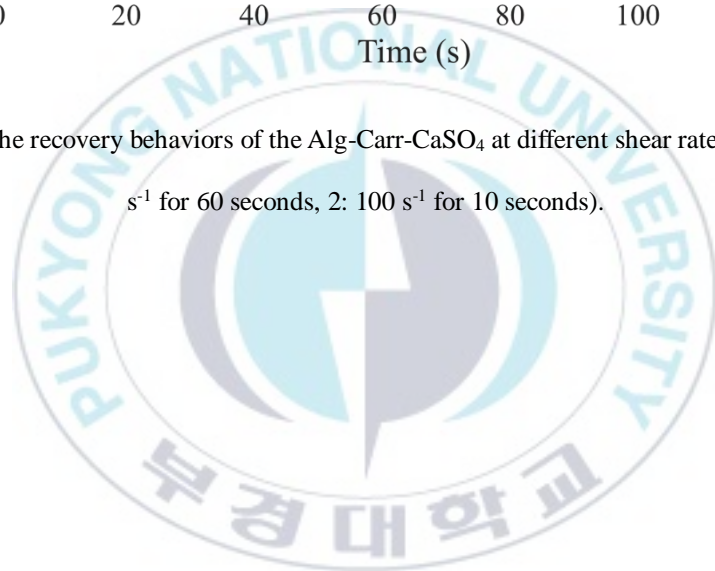 20 40 60 80 100
Time (s)
he recovery behaviors of the Alg-Carr-CaSO₄ at different shear rate
s⁻¹ for 60 seconds, 2: 100 s⁻¹ for 10 seconds).
PUKYONG NATIONAL UNIVERSITY
부경대학교